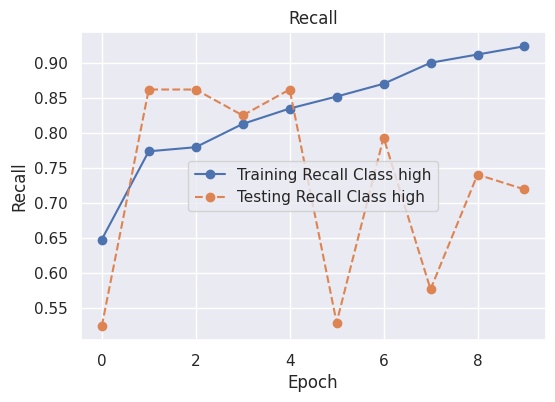 Recall
Recall
0.90
0.85
0.80
0.75
0.70
0.65
0.60
0.55
Training Recall Class high
Testing Recall Class high
0 2 4 6 8
Epoch